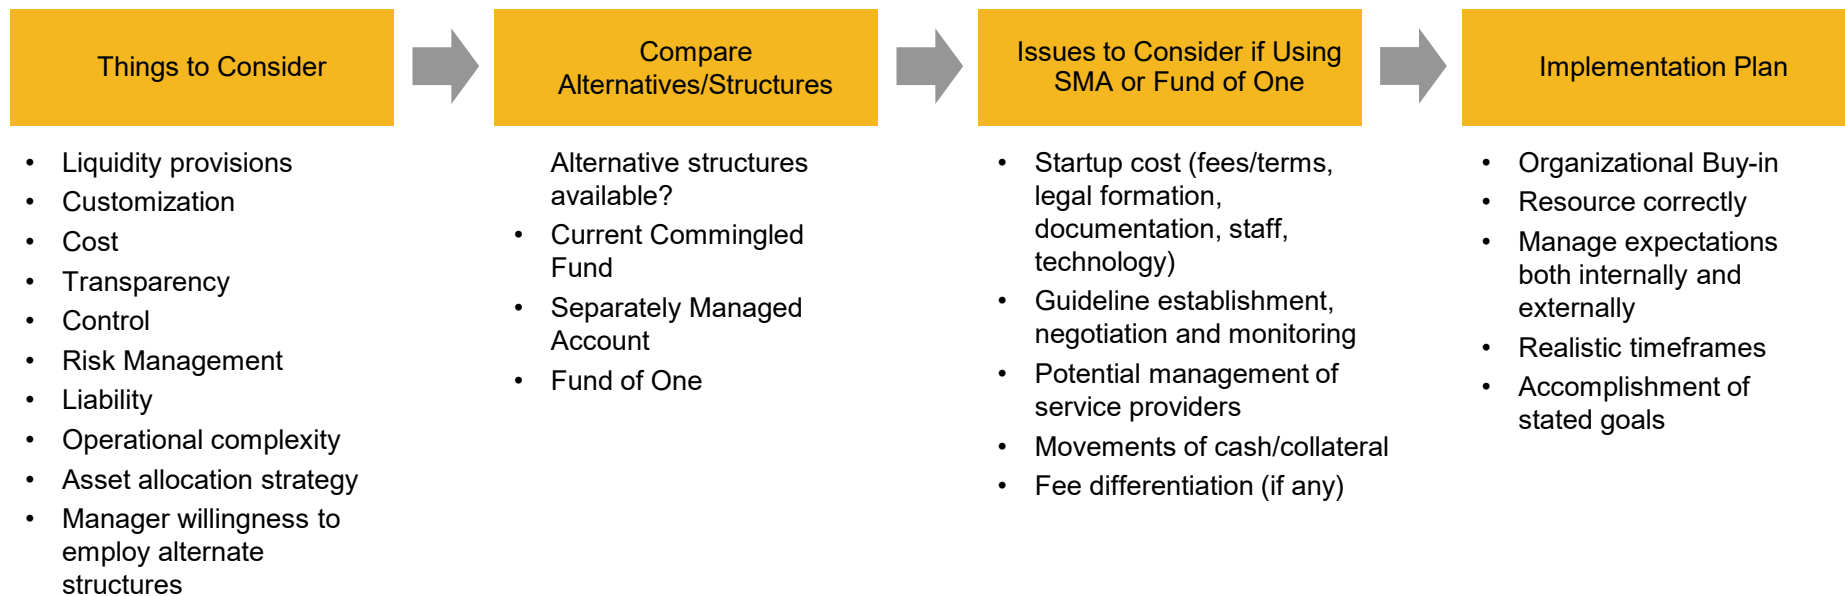 Things to Consider
• Liquidity provisions
• Customization
• Cost
• Transparency
• Control
• Risk Management
• Liability
• Operational complexity
• Asset allocation strategy
• Manager willingness to
employ alternate
structures
Compare
Alternatives/Structures
Alternative structures
available?
• Current Commingled
Fund
• Separately Managed
Account
• Fund of One
Issues to Consider if Using
SMA or Fund of One
• Startup cost (fees/terms,
legal formation,
documentation, staff,
technology)
• Guideline establishment,
negotiation and monitoring
• Potential management of
service providers
• Movements of cash/collateral
• Fee differentiation (if any)
Implementation Plan
• Organizational Buy-in
• Resource correctly
• Manage expectations
both internally and
externally
• Realistic timeframes
• Accomplishment of
stated goals